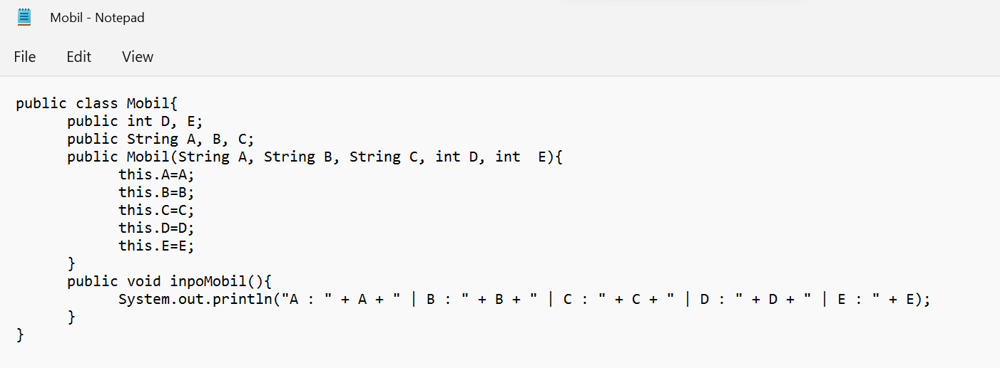 Mobil - Notepad
File Edit View
public class Mobil{
public int D, E;
public String A, B, C;
public Mobil(String A, String B, String C, int D, int  E){
this.A=A;
this.B=B;
this.C=C;
this.D=D;
this.E=E;
}
public void inpoMobil(){
System.out.println("A : " + A + " | B : " + B + " | C : " + C + " | D : " + D + " | E : " + E);
}
}